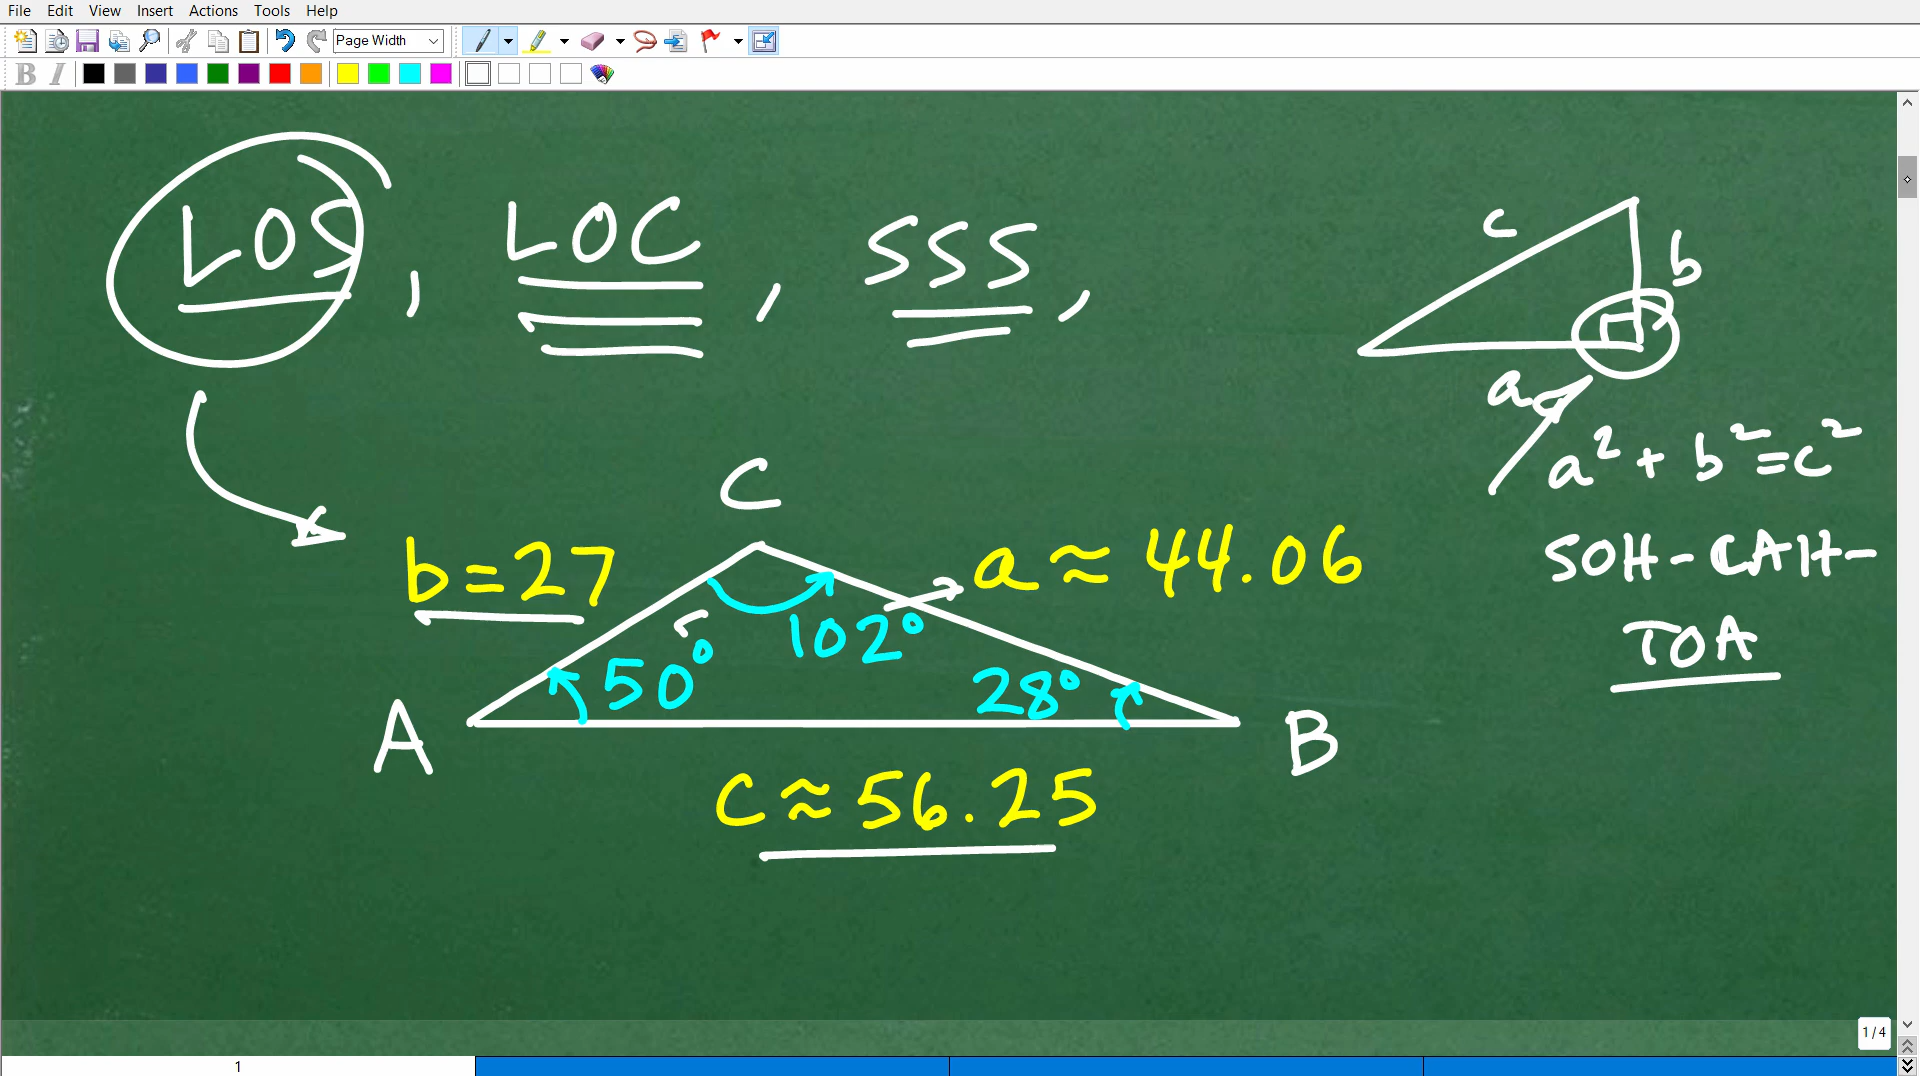 File Edit View Insert Actions Tools Help
Page Width
B I
LOS, LOC, SSS,
c
b
a
a² + b² = c²
SOH-CAH-
TOA
C
b=27
a ≈ 44.06
102°
50°
28°
A
B
c ≈ 56.25
1 / 4
1